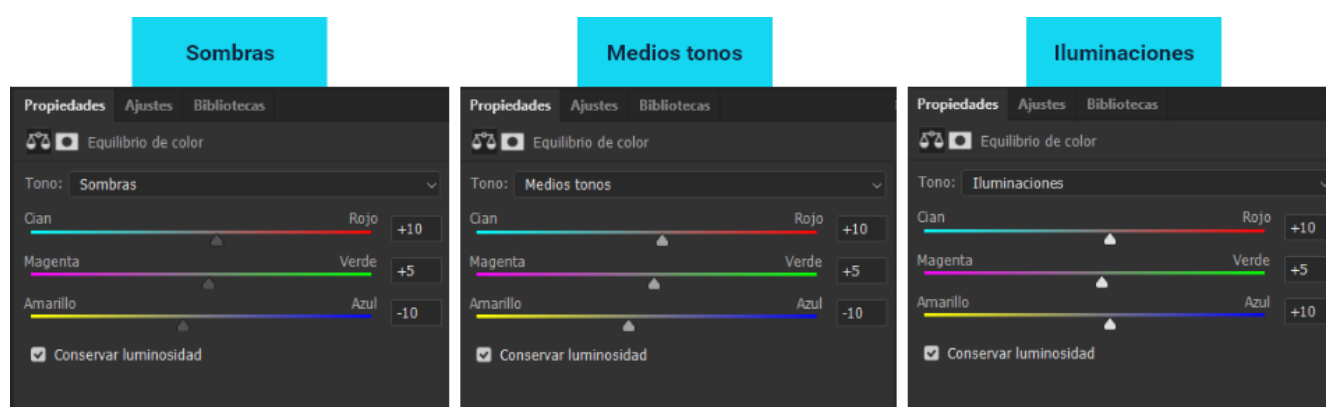 Sombras
Propiedades Ajustes Bibliotecas
Equilibrio de color
Tono: Sombras
Cian Rojo +10
Magenta Verde +5
Amarillo Azul -10
Conservar luminosidad
Medios tonos
Propiedades Ajustes Bibliotecas
Equilibrio de color
Tono: Medios tonos
Cian Rojo +10
Magenta Verde +5
Amarillo Azul -10
Conservar luminosidad
Iluminaciones
Propiedades Ajustes Bibliotecas
Equilibrio de color
Tono: Iluminaciones
Cian Rojo +10
Magenta Verde +5
Amarillo Azul +10
Conservar luminosidad